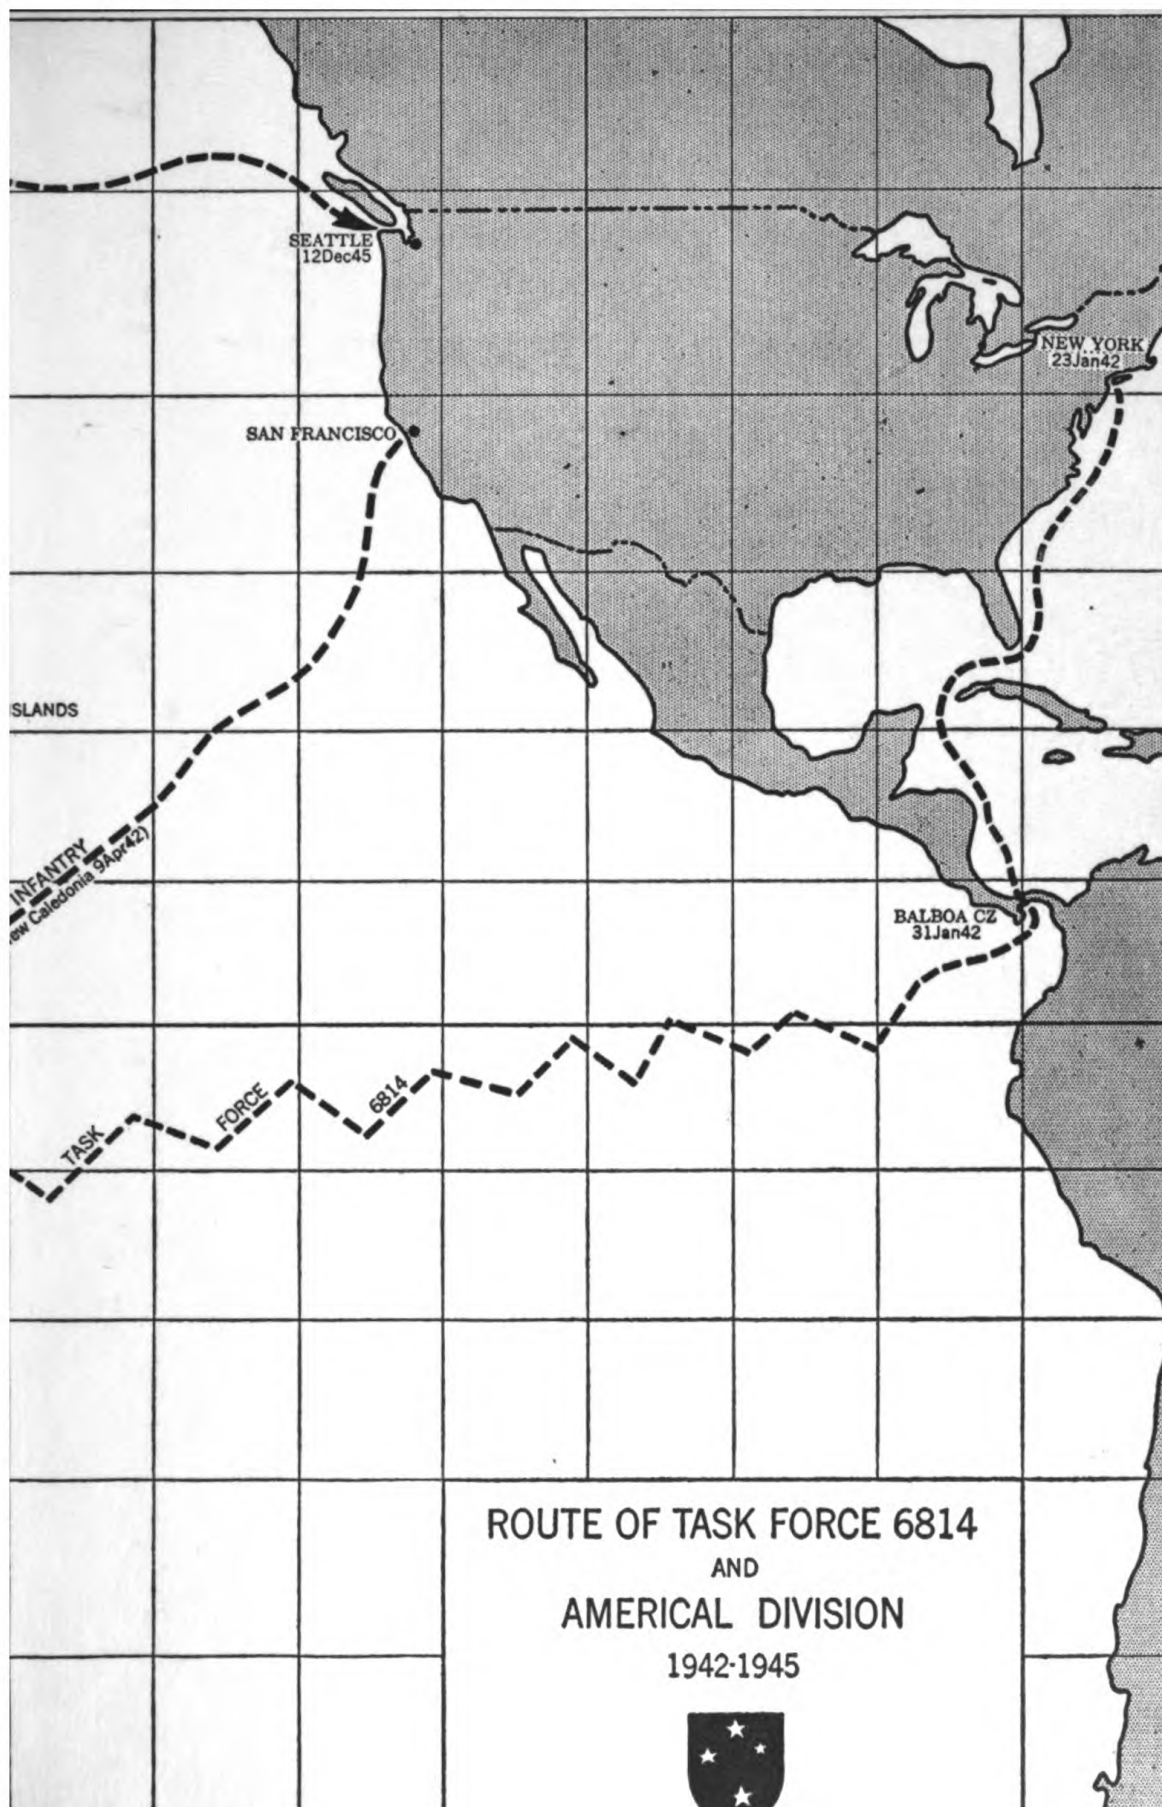 SEATTLE
12Dec45
NEW YORK
23Jan42
SAN FRANCISCO
SLANDS
INFANTRY
ew Caledonia 9Apr42)
BALBOA CZ
31Jan42
TASK FORCE 6814
ROUTE OF TASK FORCE 6814
AND
AMERICAL DIVISION
1942-1945